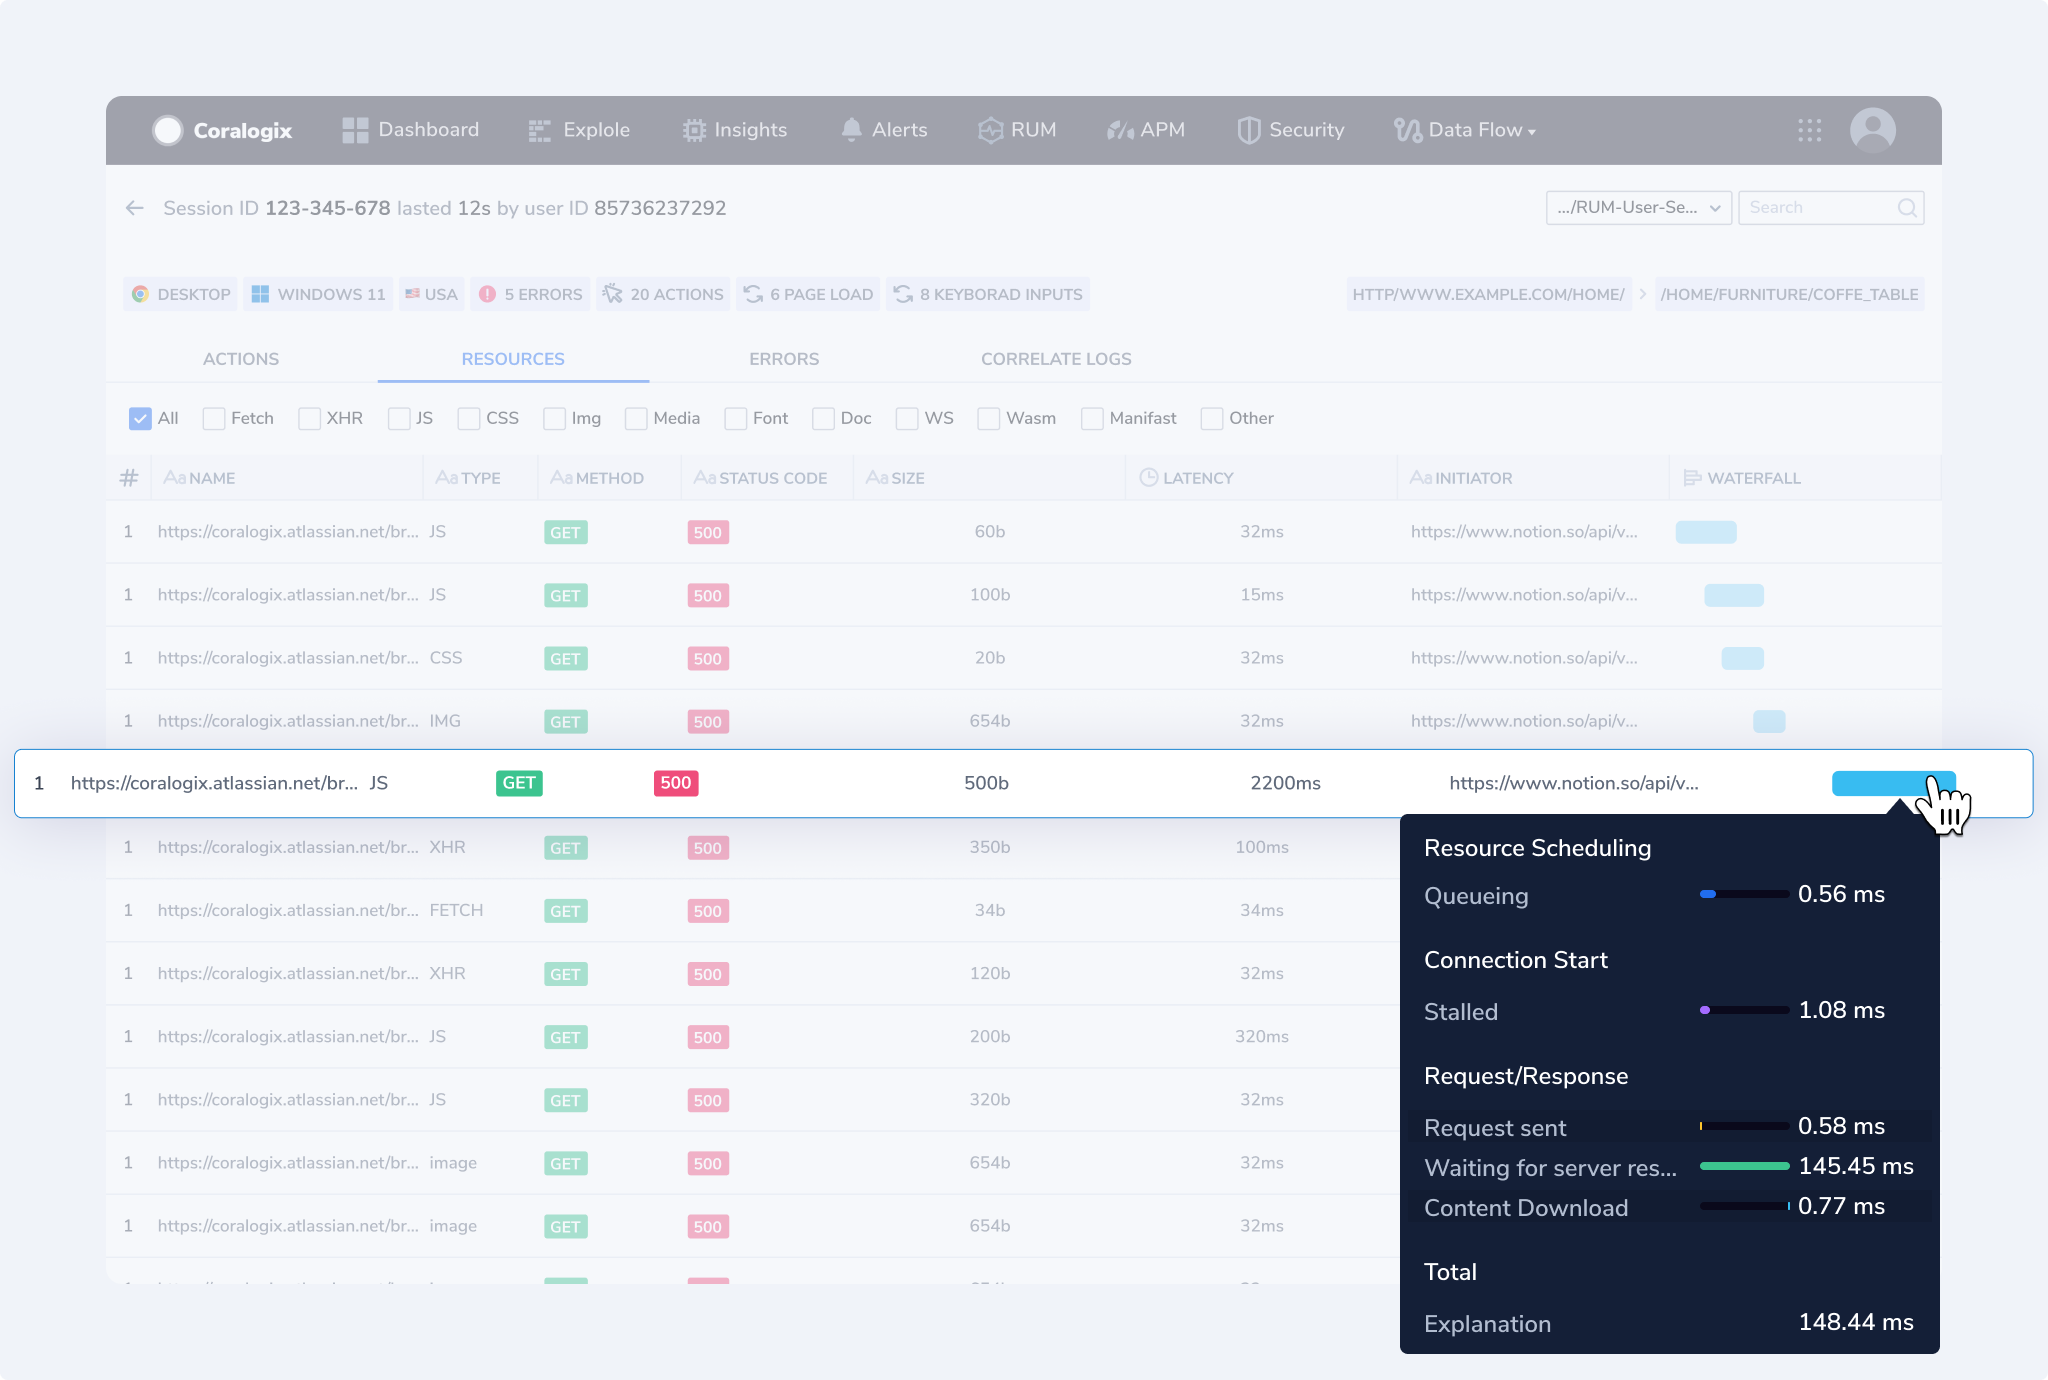 Coralogix Dashboard Explole Insights Alerts RUM APM Security Data Flow
Session ID 123-345-678 lasted 12s by user ID 85736237292 .../RUM-User-Se... Search
DESKTOP WINDOWS 11 USA 5 ERRORS 20 ACTIONS 6 PAGE LOAD 8 KEYBORAD INPUTS HTTP/WWW.EXAMPLE.COM/HOME/ > /HOME/FURNITURE/COFFE_TABLE
ACTIONS RESOURCES ERRORS CORRELATE LOGS
All Fetch XHR JS CSS Img Media Font Doc WS Wasm Manifast Other
# Aa NAME Aa TYPE Aa METHOD Aa STATUS CODE Aa SIZE LATENCY Aa INITIATOR WATERFALL
1 https://coralogix.atlassian.net/br... JS GET 500 60b 32ms https://www.notion.so/api/v...
1 https://coralogix.atlassian.net/br... JS GET 500 100b 15ms https://www.notion.so/api/v...
1 https://coralogix.atlassian.net/br... CSS GET 500 20b 32ms https://www.notion.so/api/v...
1 https://coralogix.atlassian.net/br... IMG GET 500 654b 32ms https://www.notion.so/api/v...
1 https://coralogix.atlassian.net/br... JS GET 500 500b 2200ms https://www.notion.so/api/v...
1 https://coralogix.atlassian.net/br... XHR GET 500 350b 100ms
1 https://coralogix.atlassian.net/br... FETCH GET 500 34b 34ms
1 https://coralogix.atlassian.net/br... XHR GET 500 120b 32ms
1 https://coralogix.atlassian.net/br... JS GET 500 200b 320ms
1 https://coralogix.atlassian.net/br... JS GET 500 320b 32ms
1 https://coralogix.atlassian.net/br... image GET 500 654b 32ms
1 https://coralogix.atlassian.net/br... image GET 500 654b 32ms
Resource Scheduling
Queueing 0.56 ms
Connection Start
Stalled 1.08 ms
Request/Response
Request sent 0.58 ms
Waiting for server res... 145.45 ms
Content Download 0.77 ms
Total
Explanation 148.44 ms